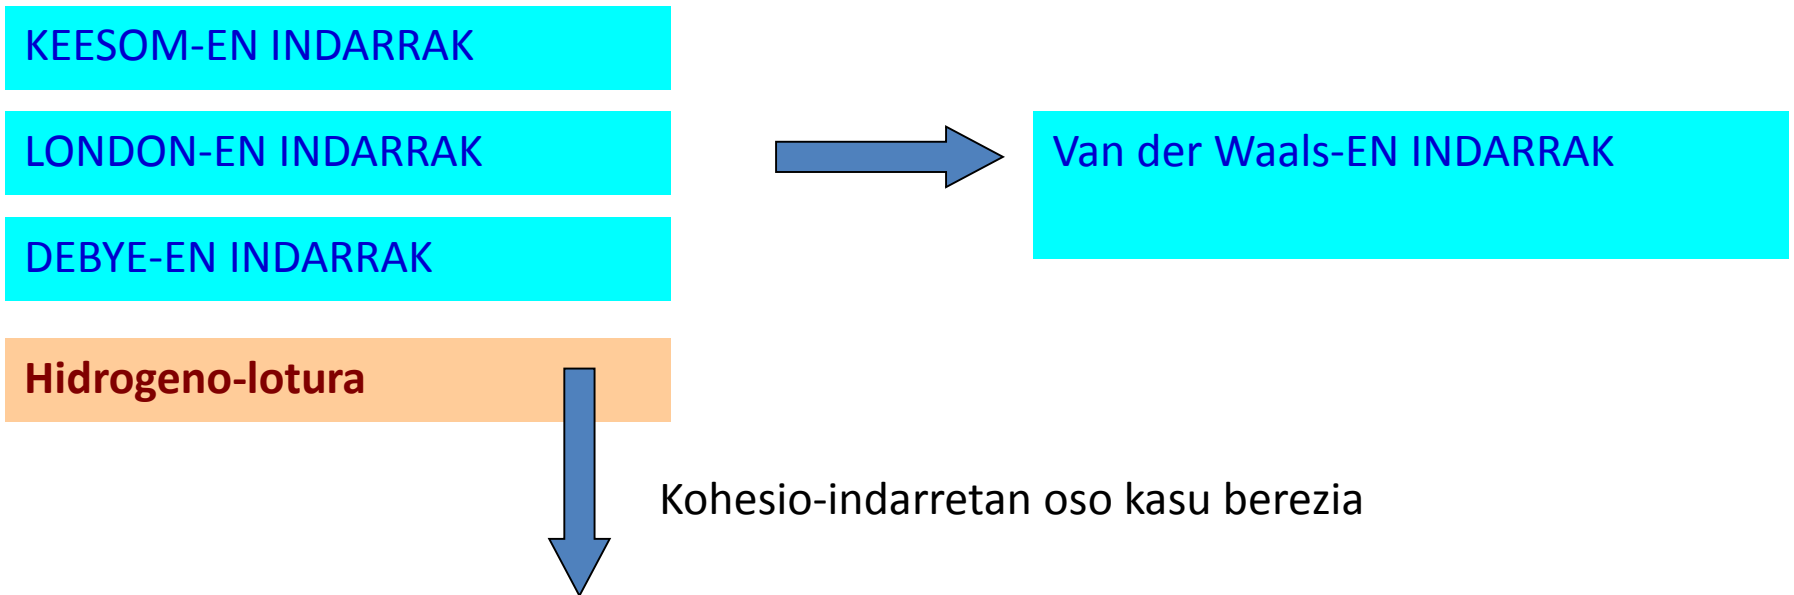 KEESOM-EN INDARRAK
LONDON-EN INDARRAK
Van der Waals-EN INDARRAK
DEBYE-EN INDARRAK
Hidrogeno-lotura
Kohesio-indarretan oso kasu berezia